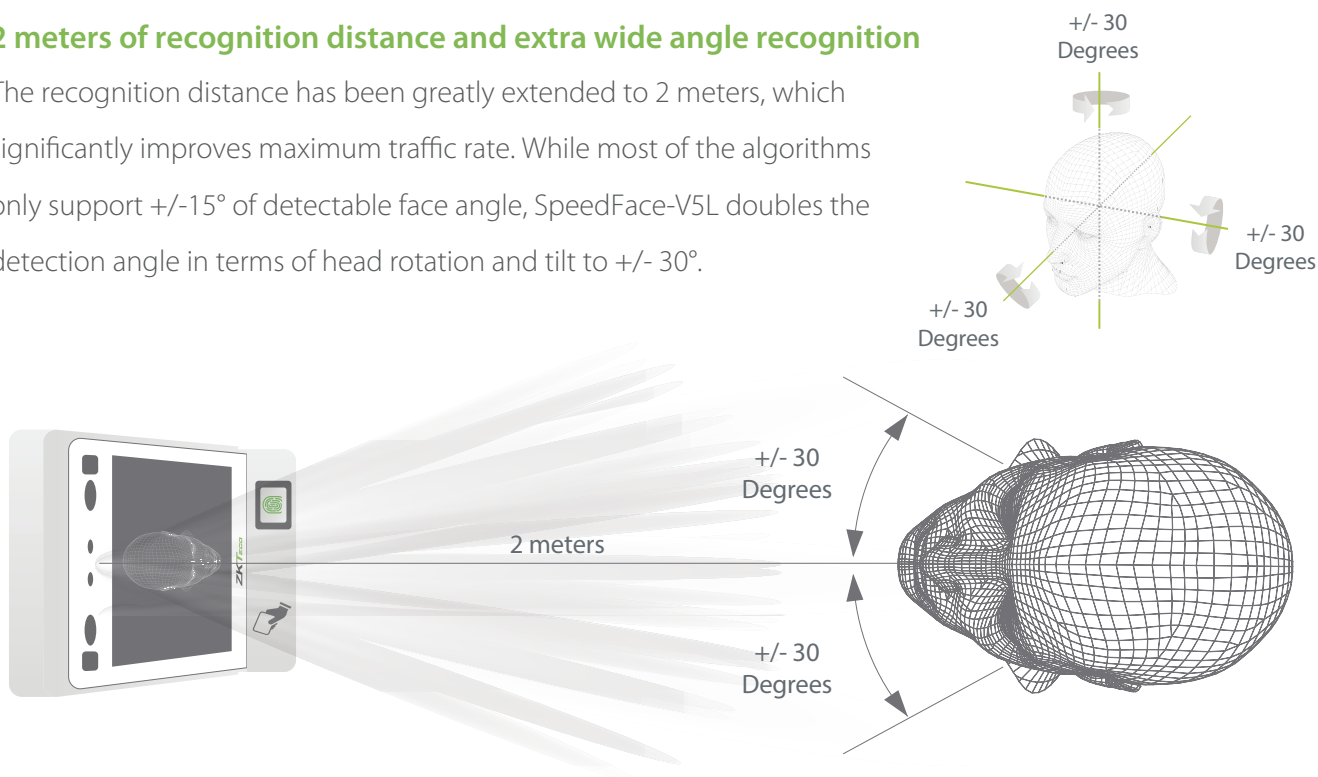 2 meters of recognition distance and extra wide angle recognition
The recognition distance has been greatly extended to 2 meters, which
significantly improves maximum traffic rate. While most of the algorithms
only support +/-15° of detectable face angle, SpeedFace-V5L doubles the
detection angle in terms of head rotation and tilt to +/- 30°.
+/- 30
Degrees
+/- 30
Degrees
+/- 30
Degrees
+/- 30
Degrees
2 meters
ZKTECO
+/- 30
Degrees